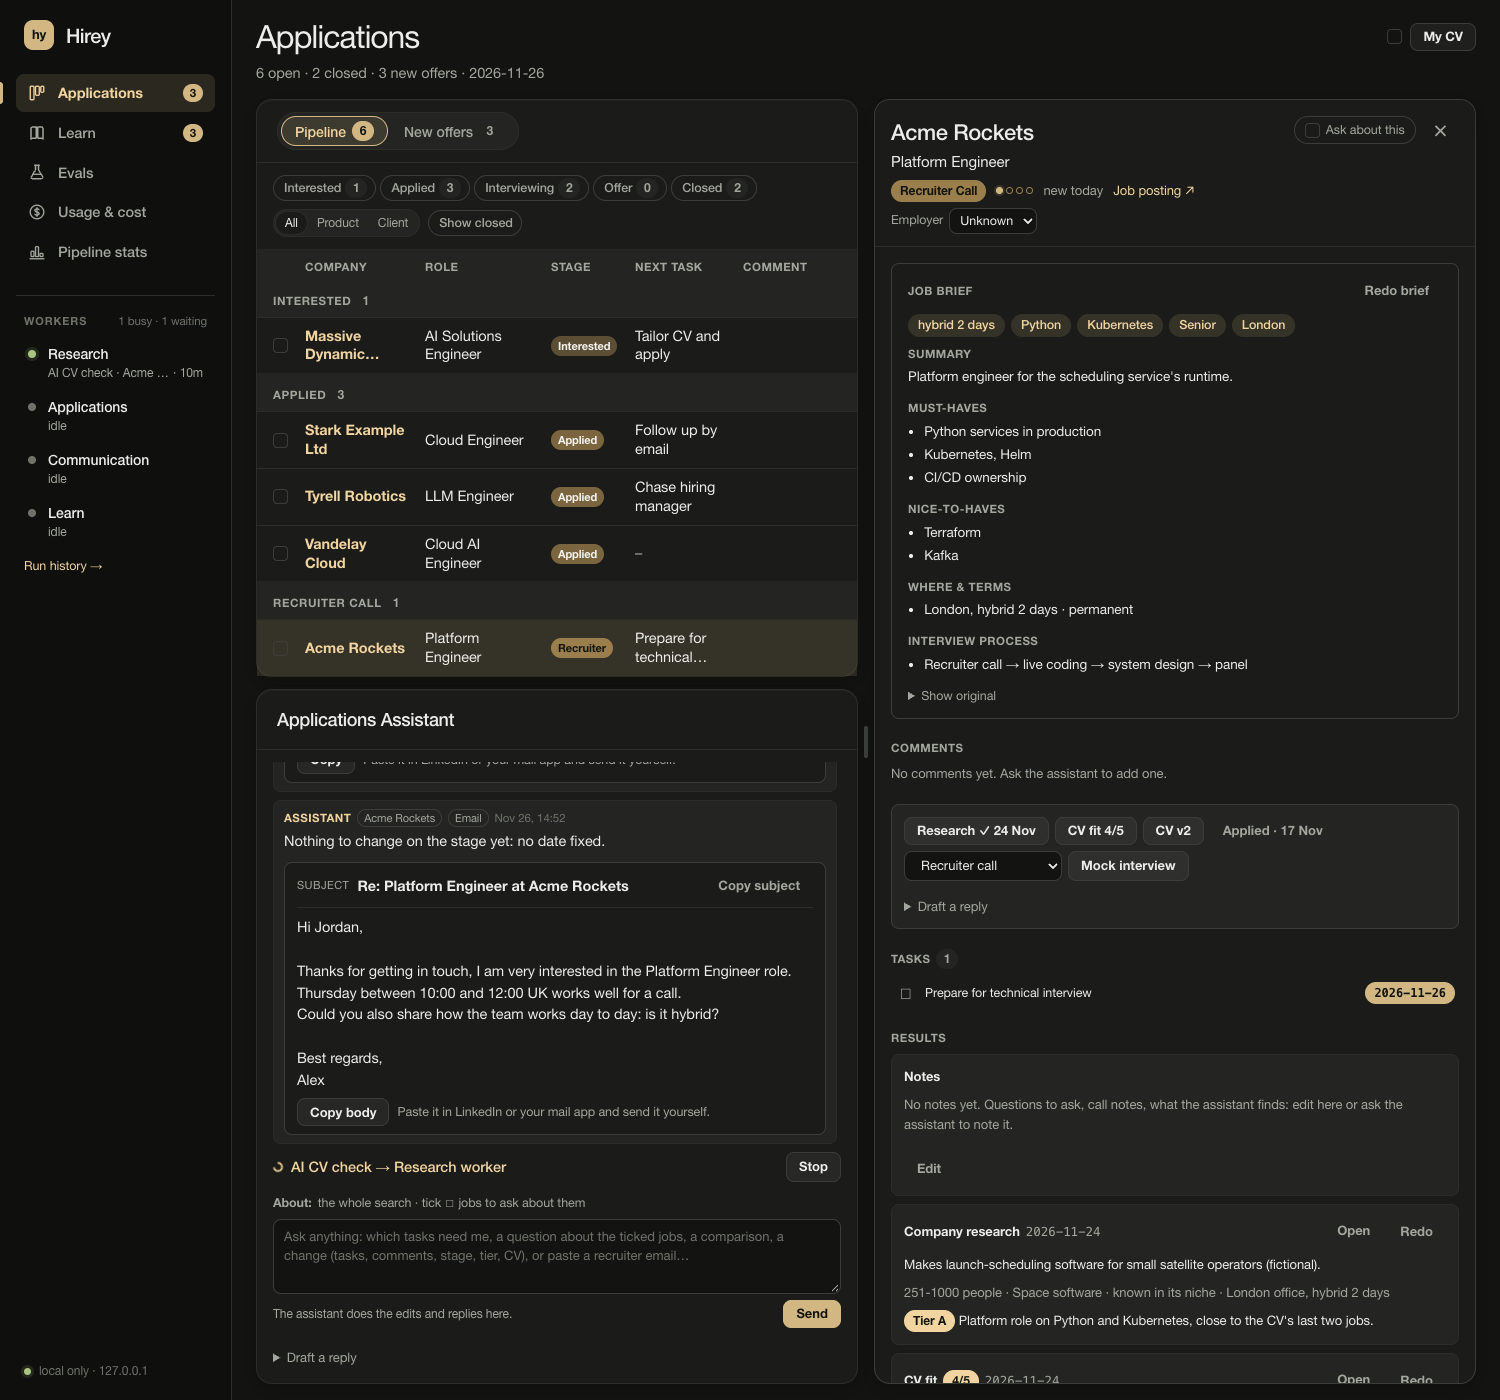 hy Hirey
Applications 3
Learn 3
Evals
Usage & cost
Pipeline stats
WORKERS 1 busy · 1 waiting
Research
AI CV check · Acme … · 10m
Applications
idle
Communication
idle
Learn
idle
Run history →
local only · 127.0.0.1
Applications
6 open · 2 closed · 3 new offers · 2026-11-26
My CV
Pipeline 6 New offers 3
Interested 1 Applied 3 Interviewing 2 Offer 0 Closed 2
All Product Client Show closed
COMPANY ROLE STAGE NEXT TASK COMMENT
INTERESTED 1
Massive Dynamic… AI Solutions Engineer Interested Tailor CV and apply
APPLIED 3
Stark Example Ltd Cloud Engineer Applied Follow up by email
Tyrell Robotics LLM Engineer Applied Chase hiring manager
Vandelay Cloud Cloud AI Engineer Applied –
RECRUITER CALL 1
Acme Rockets Platform Engineer Recruiter Prepare for technical…
Applications Assistant
Copy Paste it in LinkedIn or your mail app and send it yourself.
ASSISTANT Acme Rockets Email Nov 26, 14:52
Nothing to change on the stage yet: no date fixed.
SUBJECT Re: Platform Engineer at Acme Rockets Copy subject
Hi Jordan,
Thanks for getting in touch, I am very interested in the Platform Engineer role.
Thursday between 10:00 and 12:00 UK works well for a call.
Could you also share how the team works day to day: is it hybrid?
Best regards,
Alex
Copy body Paste it in LinkedIn or your mail app and send it yourself.
AI CV check → Research worker Stop
About: the whole search · tick □ jobs to ask about them
Ask anything: which tasks need me, a question about the ticked jobs, a comparison, a
change (tasks, comments, stage, tier, CV), or paste a recruiter email…
The assistant does the edits and replies here. Send
▶ Draft a reply
Acme Rockets Ask about this ✕
Platform Engineer
Recruiter Call new today Job posting ↗
Employer Unknown
JOB BRIEF Redo brief
hybrid 2 days Python Kubernetes Senior London
SUMMARY
Platform engineer for the scheduling service's runtime.
MUST-HAVES
• Python services in production
• Kubernetes, Helm
• CI/CD ownership
NICE-TO-HAVES
• Terraform
• Kafka
WHERE & TERMS
• London, hybrid 2 days · permanent
INTERVIEW PROCESS
• Recruiter call → live coding → system design → panel
▶ Show original
COMMENTS
No comments yet. Ask the assistant to add one.
Research ✓ 24 Nov CV fit 4/5 CV v2 Applied · 17 Nov
Recruiter call Mock interview
▶ Draft a reply
TASKS 1
Prepare for technical interview 2026-11-26
RESULTS
Notes
No notes yet. Questions to ask, call notes, what the assistant finds: edit here or ask the
assistant to note it.
Edit
Company research 2026-11-24 Open Redo
Makes launch-scheduling software for small satellite operators (fictional).
251-1000 people · Space software · known in its niche · London office, hybrid 2 days
Tier A Platform role on Python and Kubernetes, close to the CV's last two jobs.
CV fit 4/5 2026-11-24 Open Redo